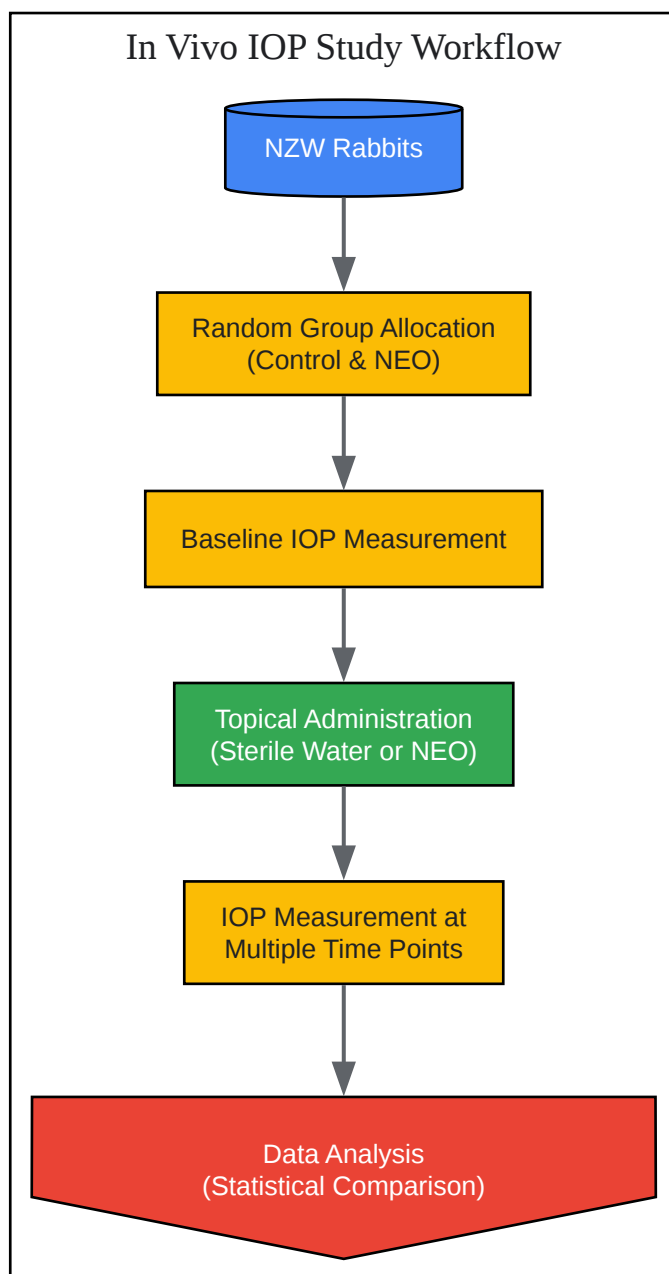 In Vivo IOP Study Workflow
NZW Rabbits
Random Group Allocation
(Control & NEO)
Baseline IOP Measurement
Topical Administration
(Sterile Water or NEO)
IOP Measurement at
Multiple Time Points
Data Analysis
(Statistical Comparison)